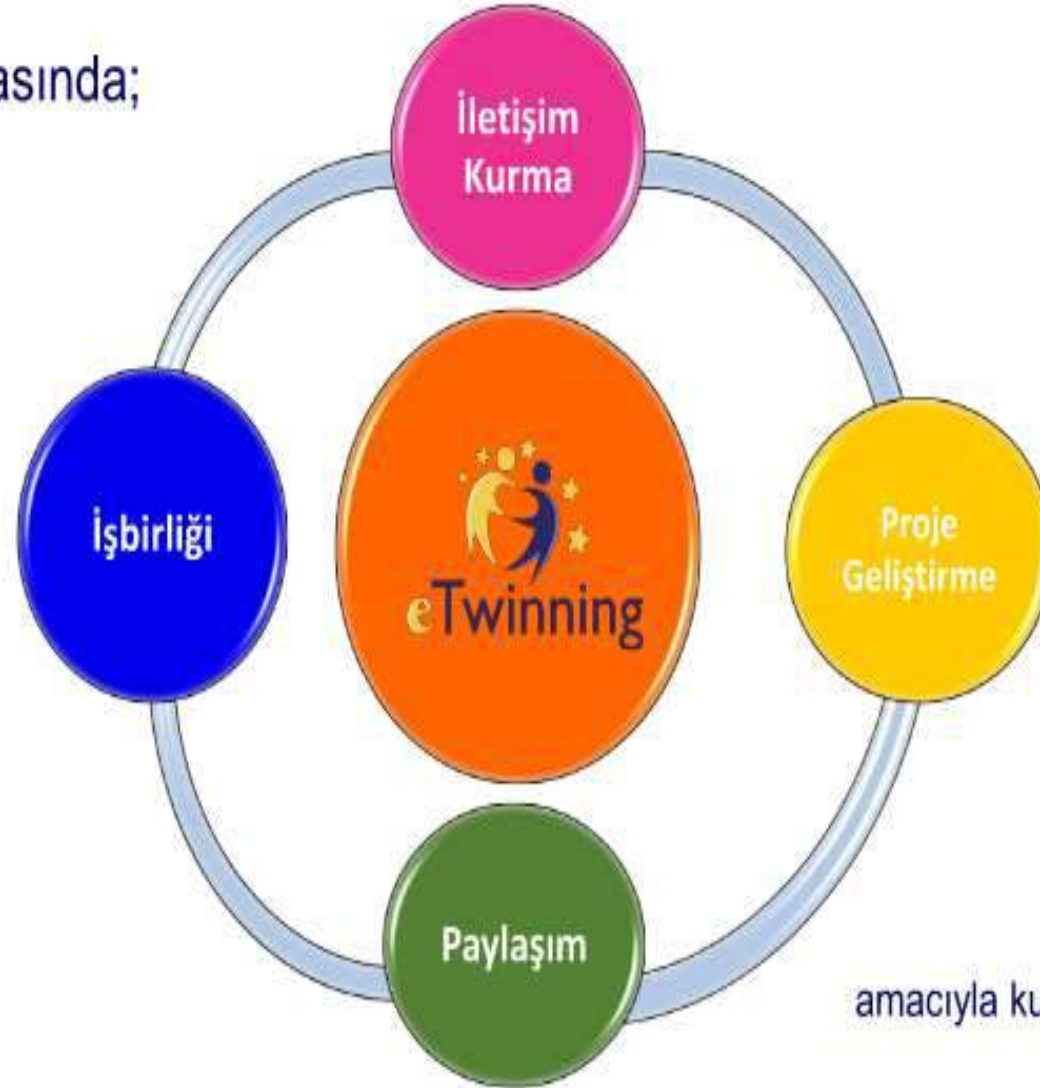 asında;
İletişim
Kurma
İşbirliği
eTwinning
Proje
Geliştirme
Paylaşım
amacıyla ku